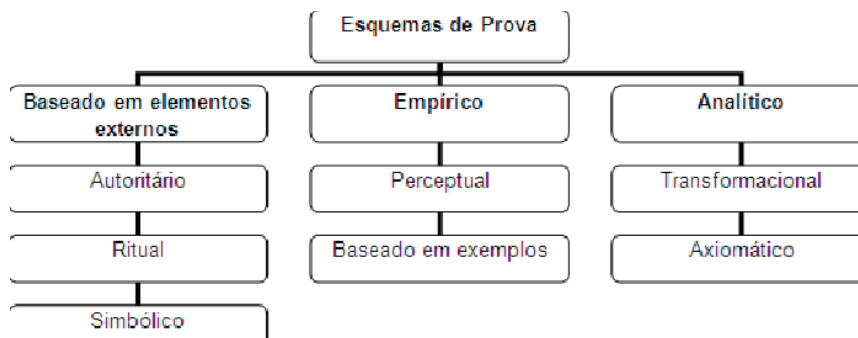 Esquemas de Prova
Baseado em elementos
externos
Empírico
Analítico
Autoritário
Perceptual
Transformacional
Ritual
Baseado em exemplos
Axiomático
Simbólico